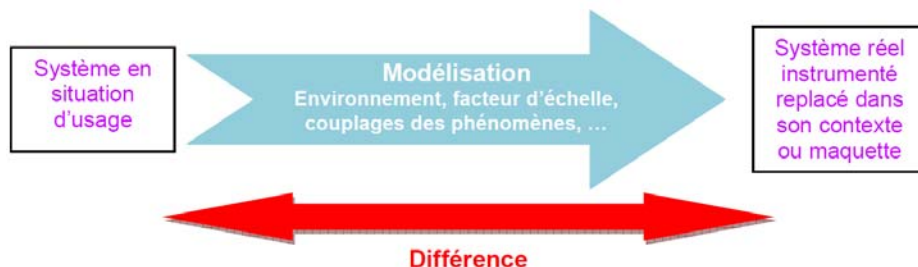 Système en
situation
d'usage
Modélisation
Environnement, facteur d'échelle,
couplages des phénomènes, ...
Système réel
instrumenté
replacé dans
son contexte
ou maquette
Différence